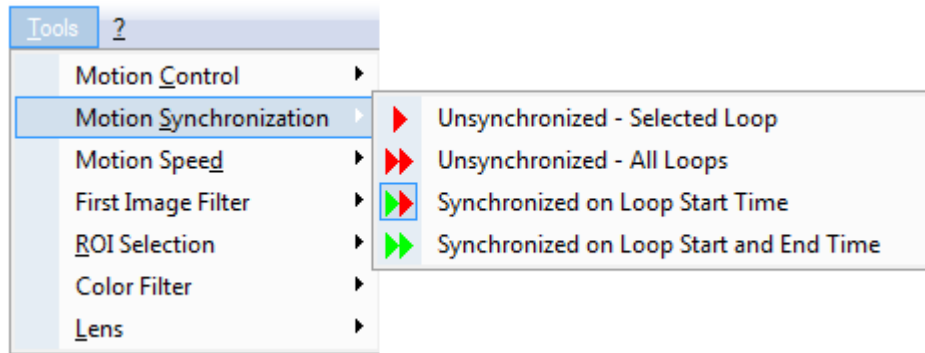 Tools ?
Motion Control
Motion Synchronization
Unsynchronized - Selected Loop
Unsynchronized - All Loops
Synchronized on Loop Start Time
Synchronized on Loop Start and End Time
Motion Speed
First Image Filter
ROI Selection
Color Filter
Lens